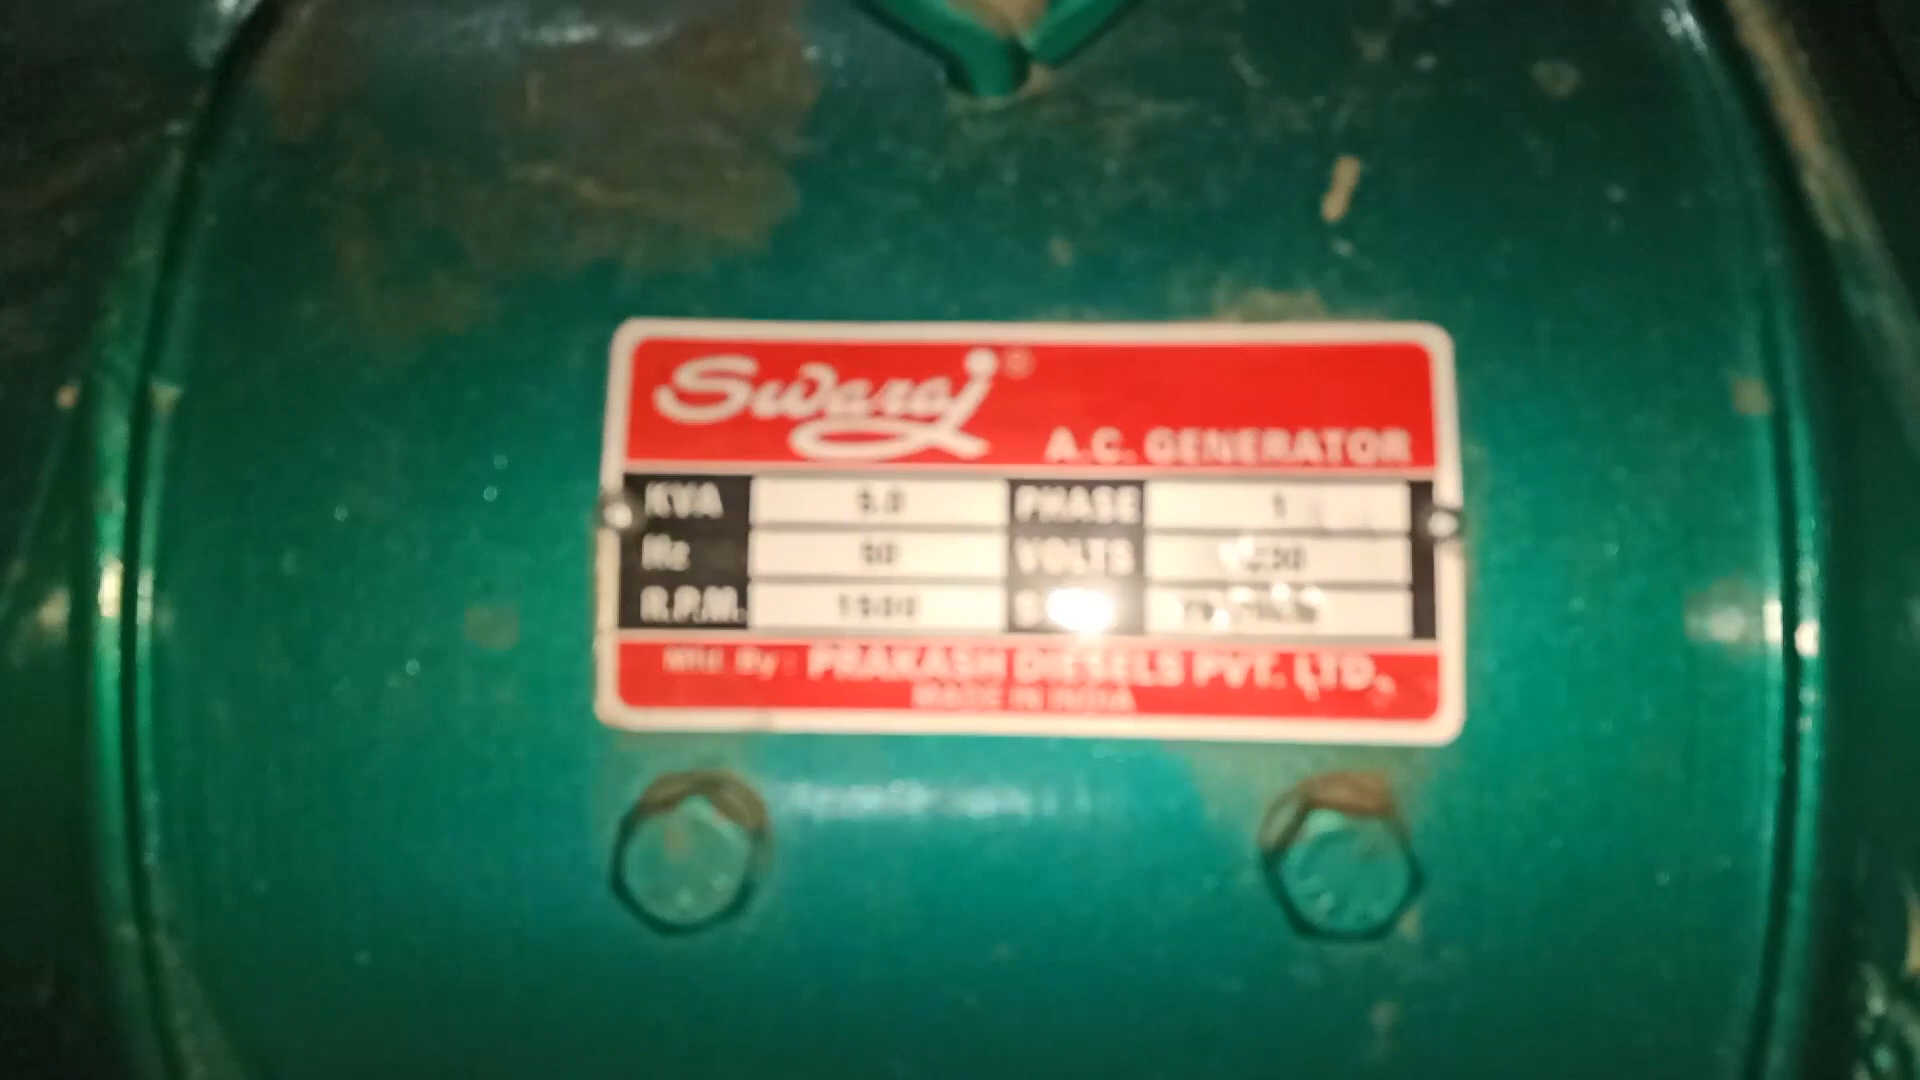 Swaraj ®
A.C. GENERATOR
KVA 5.0 PHASE 1
Hz 50 VOLTS 230
R.P.M. 1500
Mfd. By : PRAKASH DIESELS PVT. LTD.
MADE IN INDIA